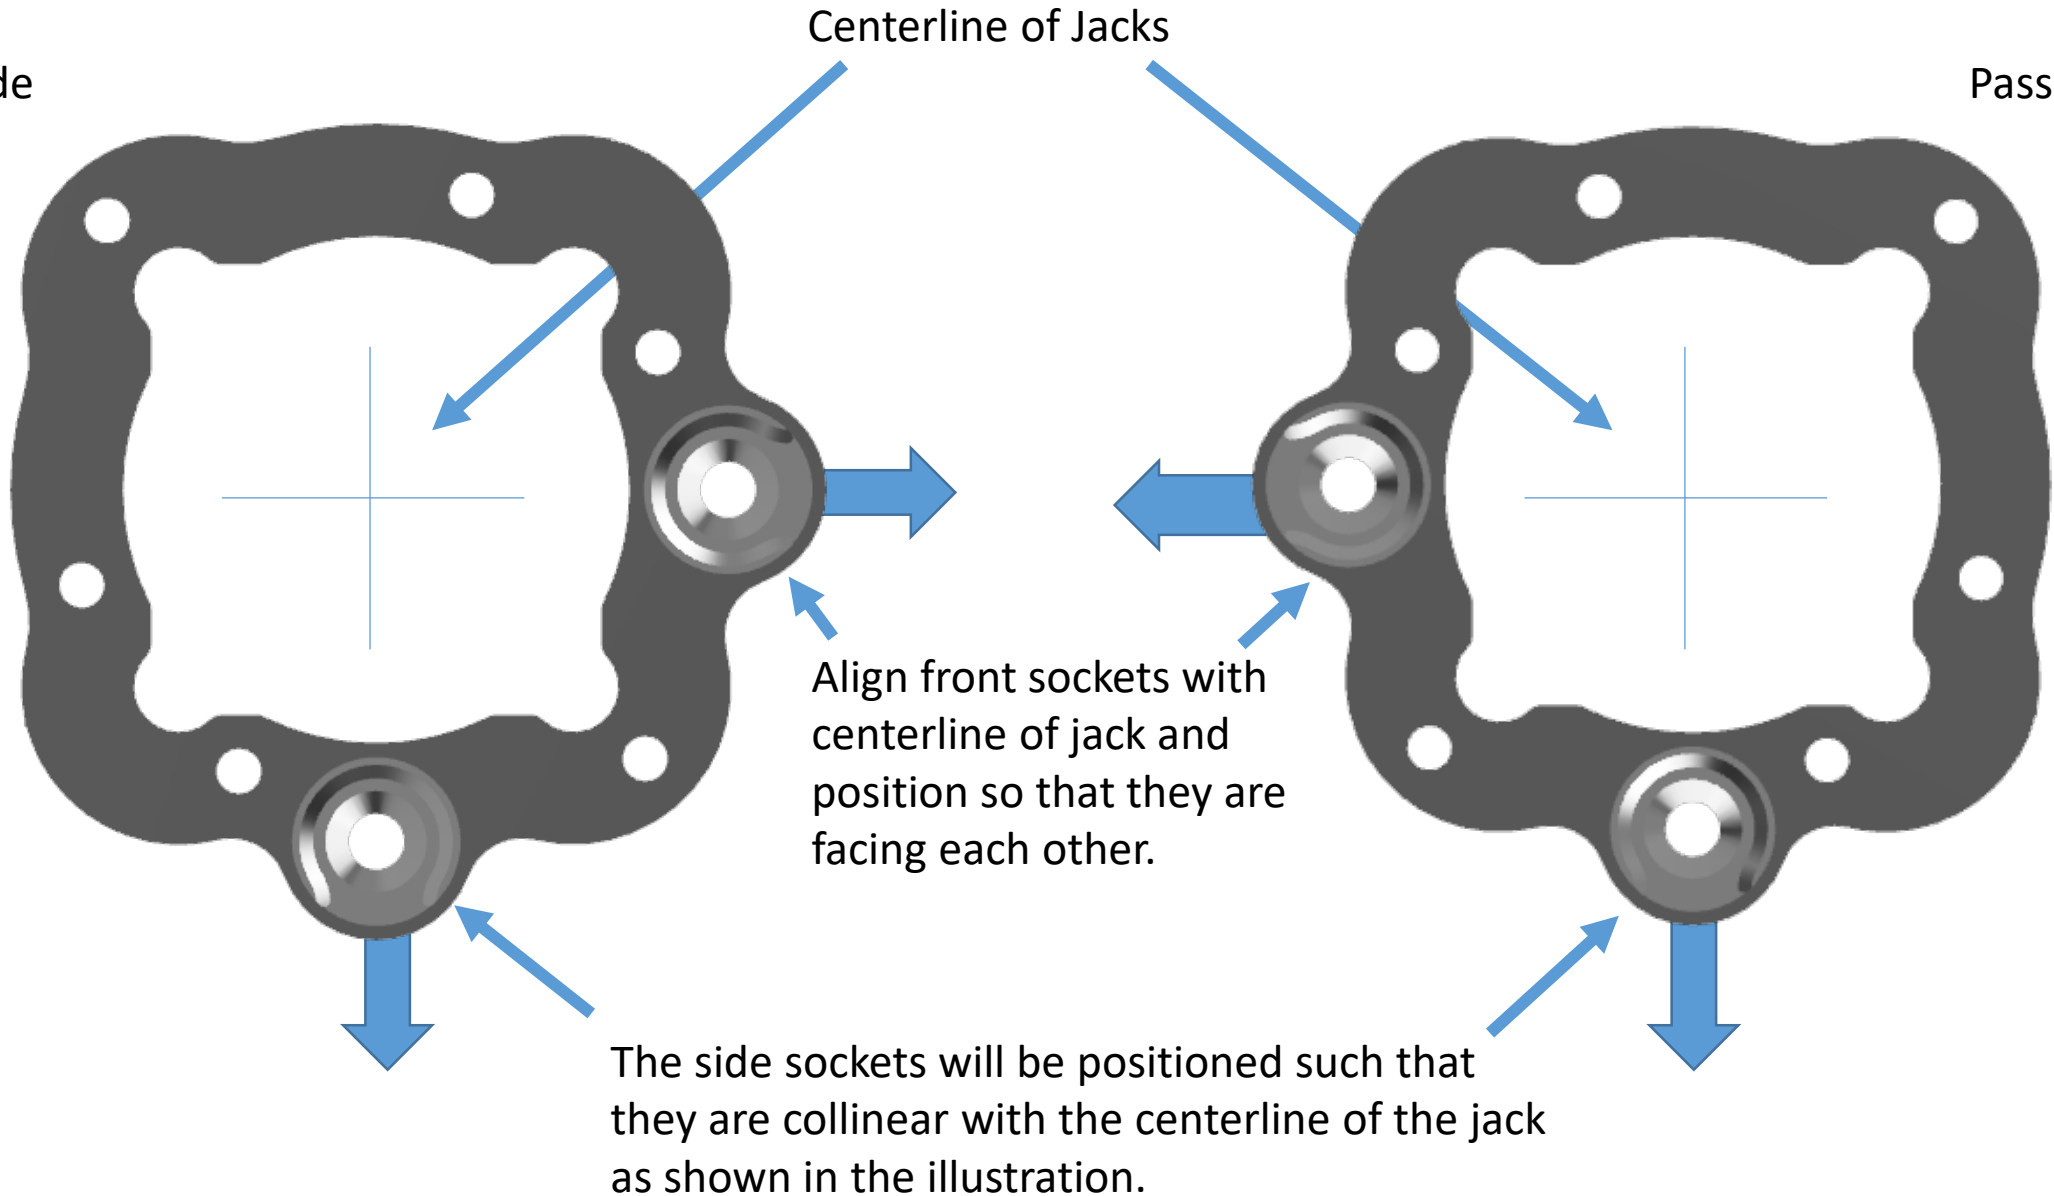 Centerline of Jacks
de
Pass
Align front sockets with
centerline of jack and
position so that they are
facing each other.
The side sockets will be positioned such that
they are collinear with the centerline of the jack
as shown in the illustration.